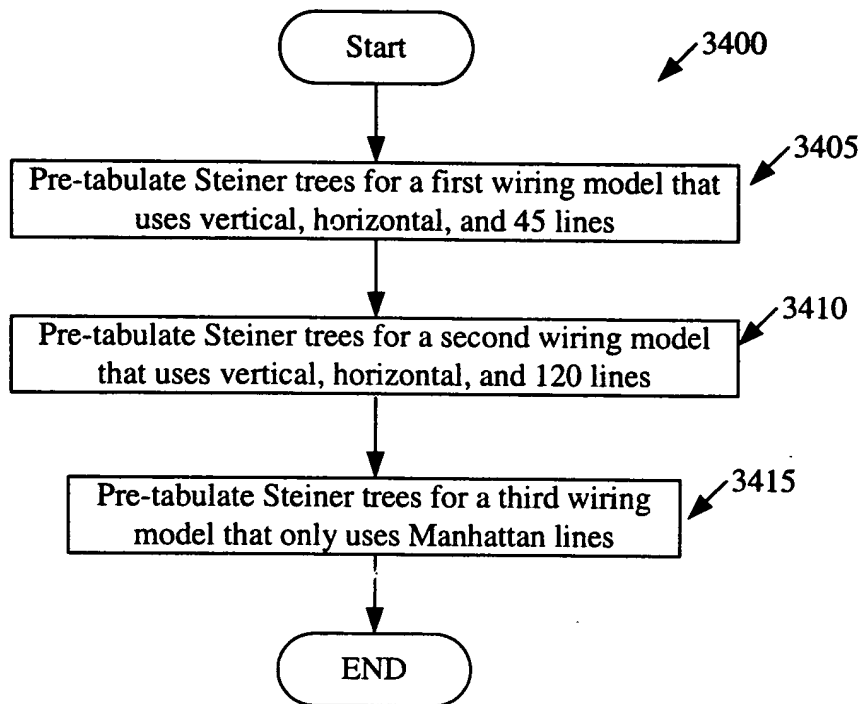 Start
3400
3405
Pre-tabulate Steiner trees for a first wiring model that
uses vertical, horizontal, and 45 lines
3410
Pre-tabulate Steiner trees for a second wiring model
that uses vertical, horizontal, and 120 lines
3415
Pre-tabulate Steiner trees for a third wiring
model that only uses Manhattan lines
END